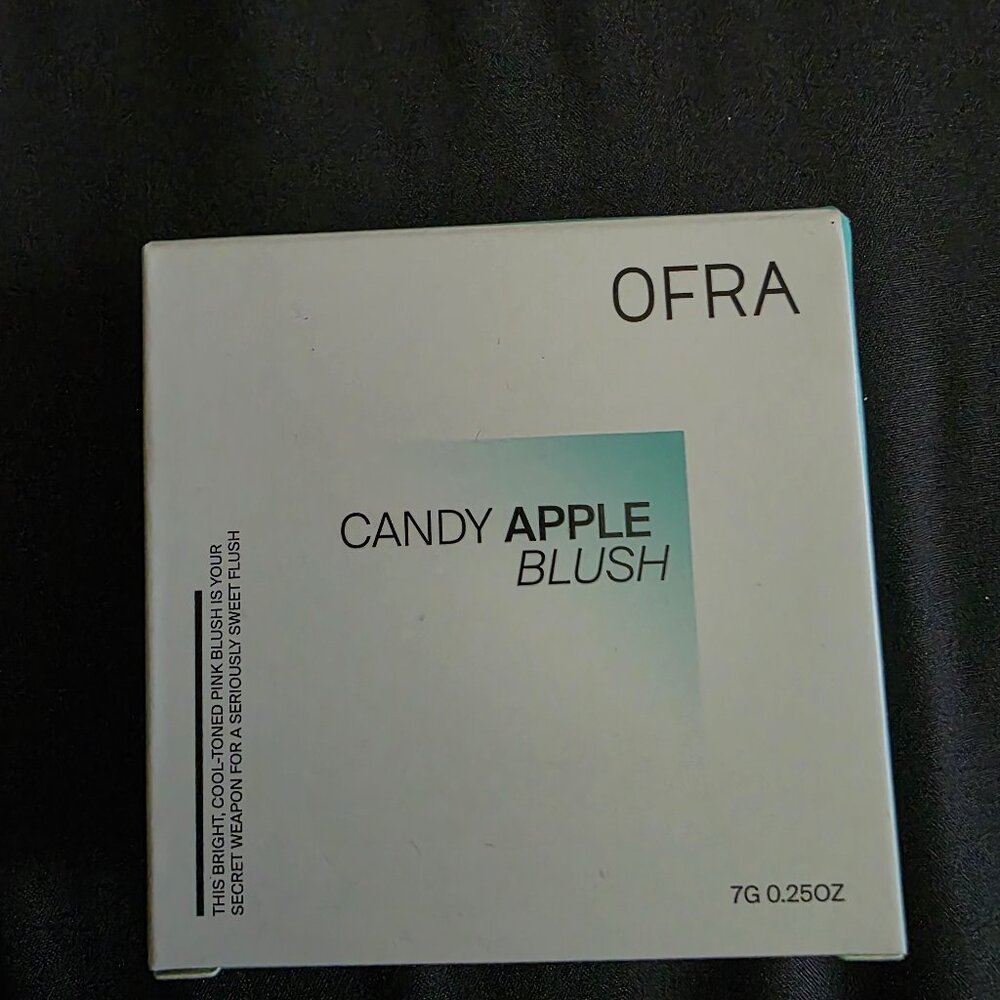 OFRA
CANDY APPLE
BLUSH
THIS BRIGHT, COOL-TONED PINK BLUSH IS YOUR
SECRET WEAPON FOR A SERIOUSLY SWEET FLUSH
7G 0.25OZ